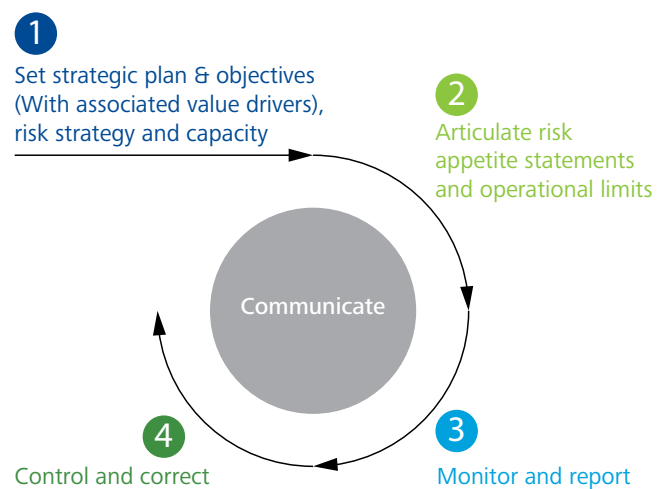 1
Set strategic plan & objectives
(With associated value drivers),
risk strategy and capacity
2
Articulate risk
appetite statements
and operational limits
Communicate
3
Monitor and report
4
Control and correct